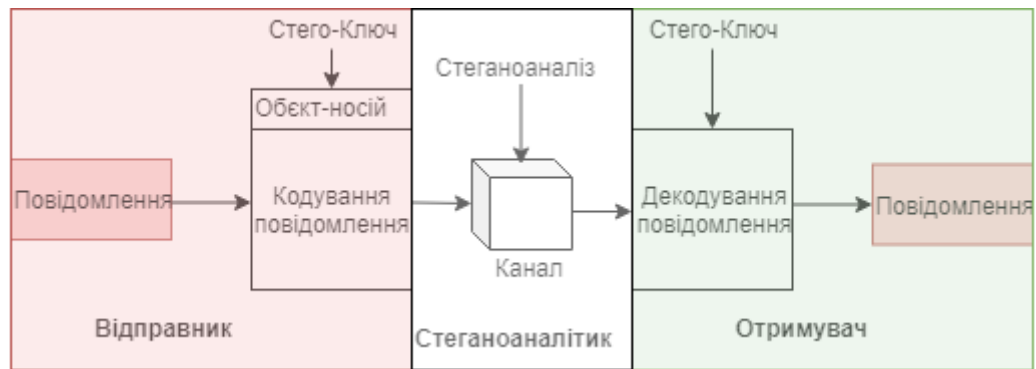 Стего-Ключ
Стего-Ключ
Стеганоаналіз
Обєкт-носій
Повідомлення
Кодування
повідомлення
Декодування
повідомлення
Повідомлення
Канал
Відправник
Стеганоаналітик
Отримувач